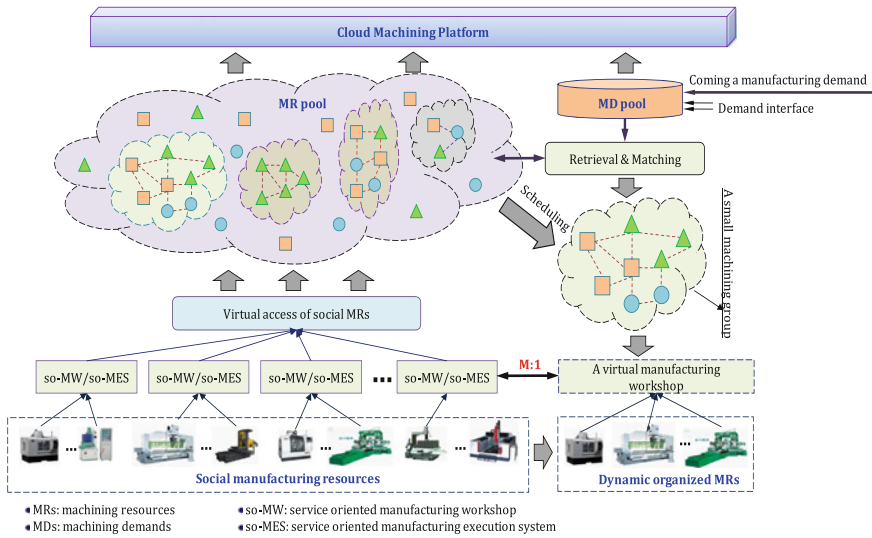 Cloud Machining Platform
MR pool
MD pool
Coming a manufacturing demand
Demand interface
Retrieval & Matching
Scheduling
A small machining group
Virtual access of social MRs
so-MW/so-MES
so-MW/so-MES
so-MW/so-MES
...
so-MW/so-MES
M:1
A virtual manufacturing
workshop
...
...
...
...
...
Social manufacturing resources
Dynamic organized MRs
MRs: machining resources
so-MW: service oriented manufacturing workshop
MDs: machining demands
so-MES: service oriented manufacturing execution system